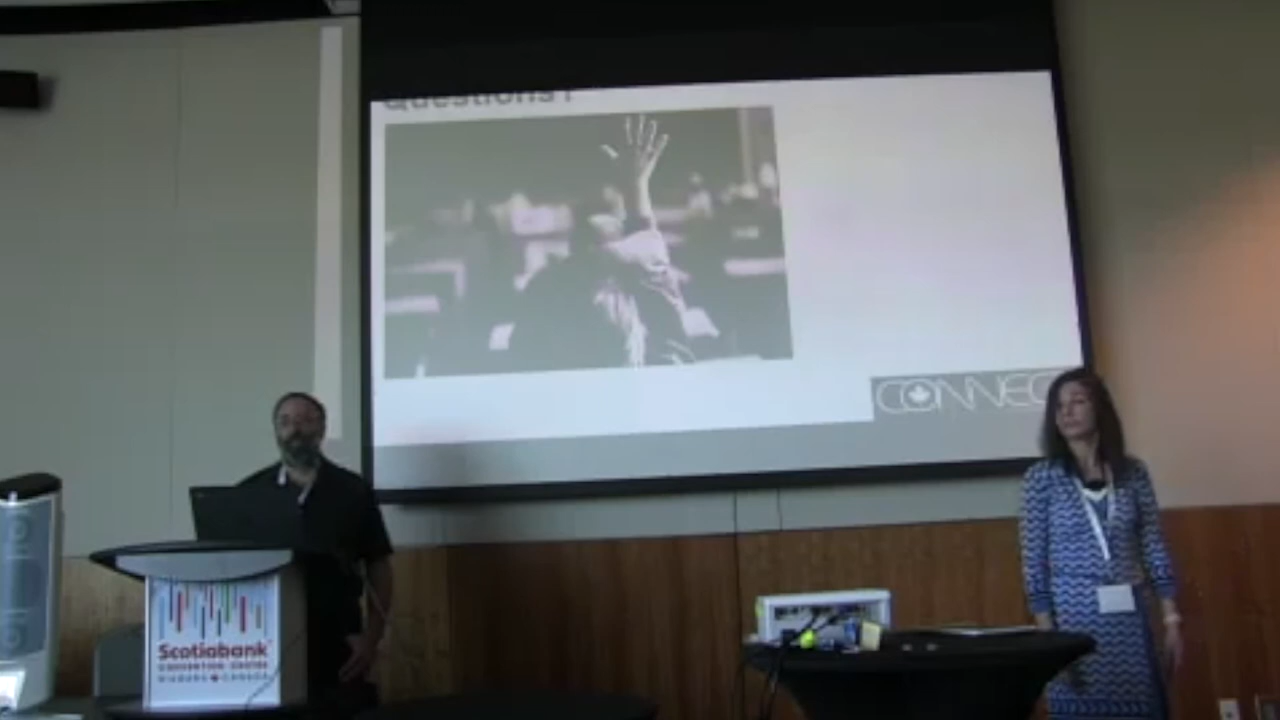 Questions?
CONNEC
Scotiabank
CONVENTION CENTRE
NIAGARA CANADA